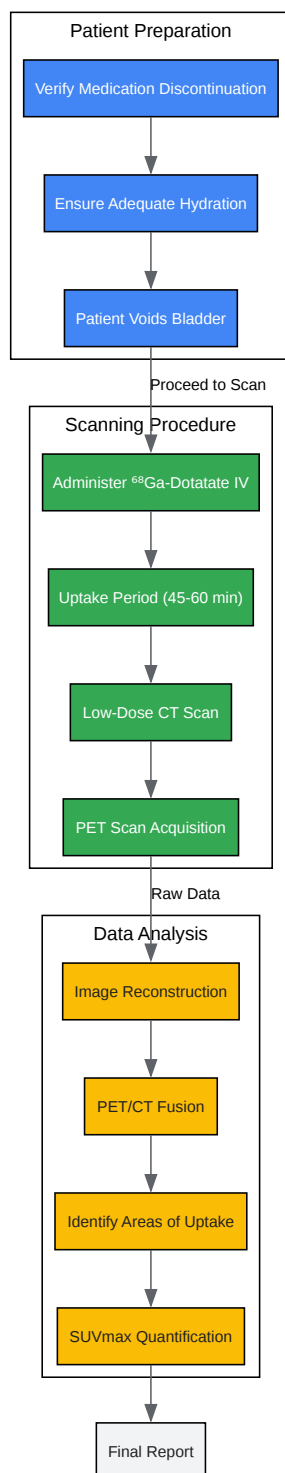 Patient Preparation
Verify Medication Discontinuation
Ensure Adequate Hydration
Patient Voids Bladder
Proceed to Scan
Scanning Procedure
Administer ⁶⁸Ga-Dotatate IV
Uptake Period (45-60 min)
Low-Dose CT Scan
PET Scan Acquisition
Raw Data
Data Analysis
Image Reconstruction
PET/CT Fusion
Identify Areas of Uptake
SUVmax Quantification
Final Report